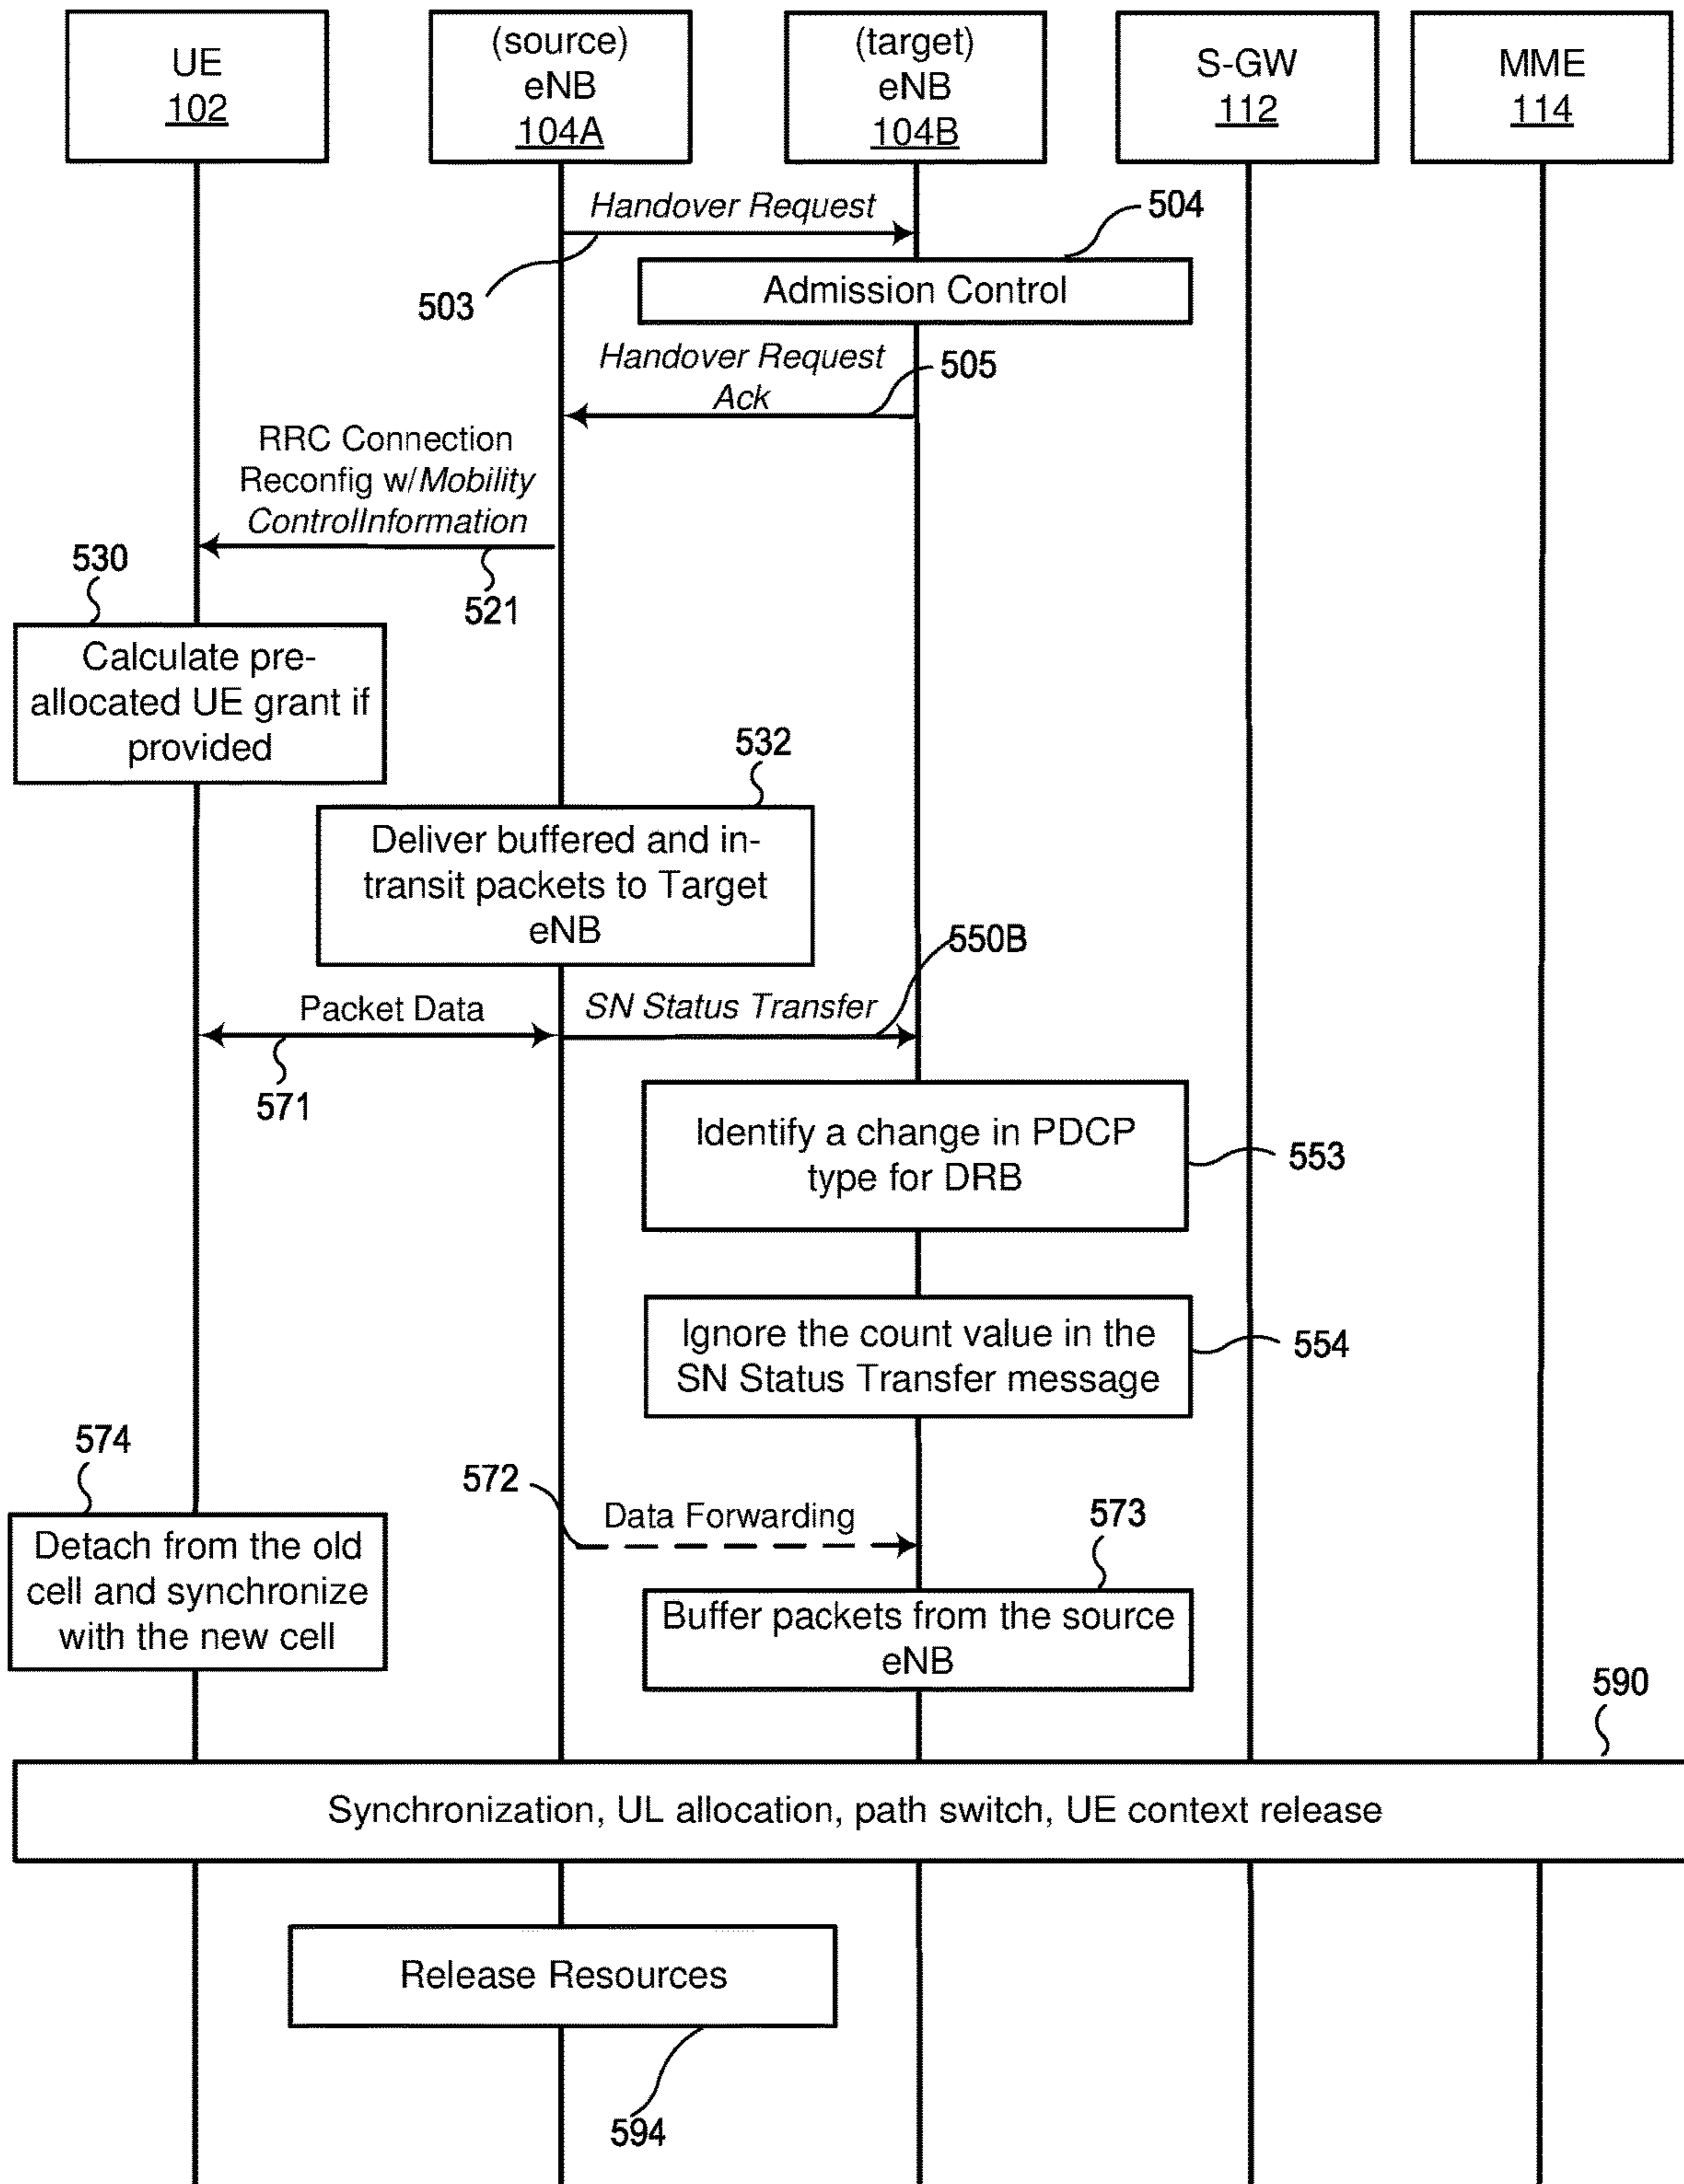 UE
102
(source)
eNB
104A
(target)
eNB
104B
S-GW
112
MME
114
Handover Request
503
504
Admission Control
Handover Request
Ack
505
RRC Connection
Reconfig w/Mobility
ControlInformation
521
530
Calculate pre-
allocated UE grant if
provided
532
Deliver buffered and in-
transit packets to Target
eNB
550B
Packet Data
571
SN Status Transfer
Identify a change in PDCP
type for DRB
553
Ignore the count value in the
SN Status Transfer message
554
574
Detach from the old
cell and synchronize
with the new cell
572
Data Forwarding
573
Buffer packets from the source
eNB
590
Synchronization, UL allocation, path switch, UE context release
Release Resources
594